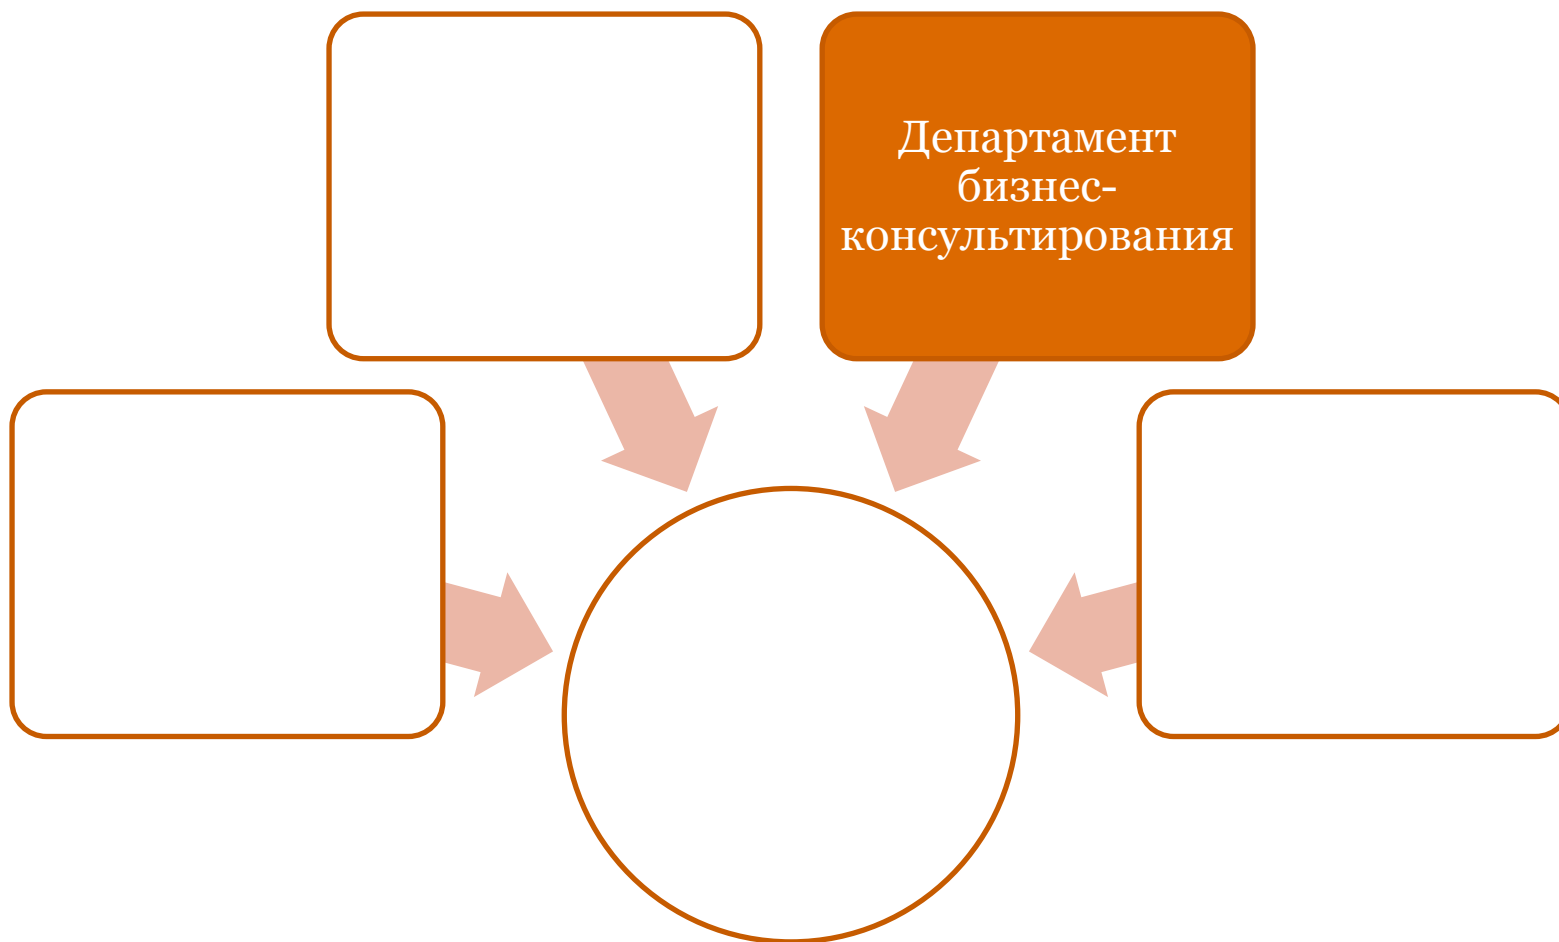 Департамент
бизнес-
консультирования